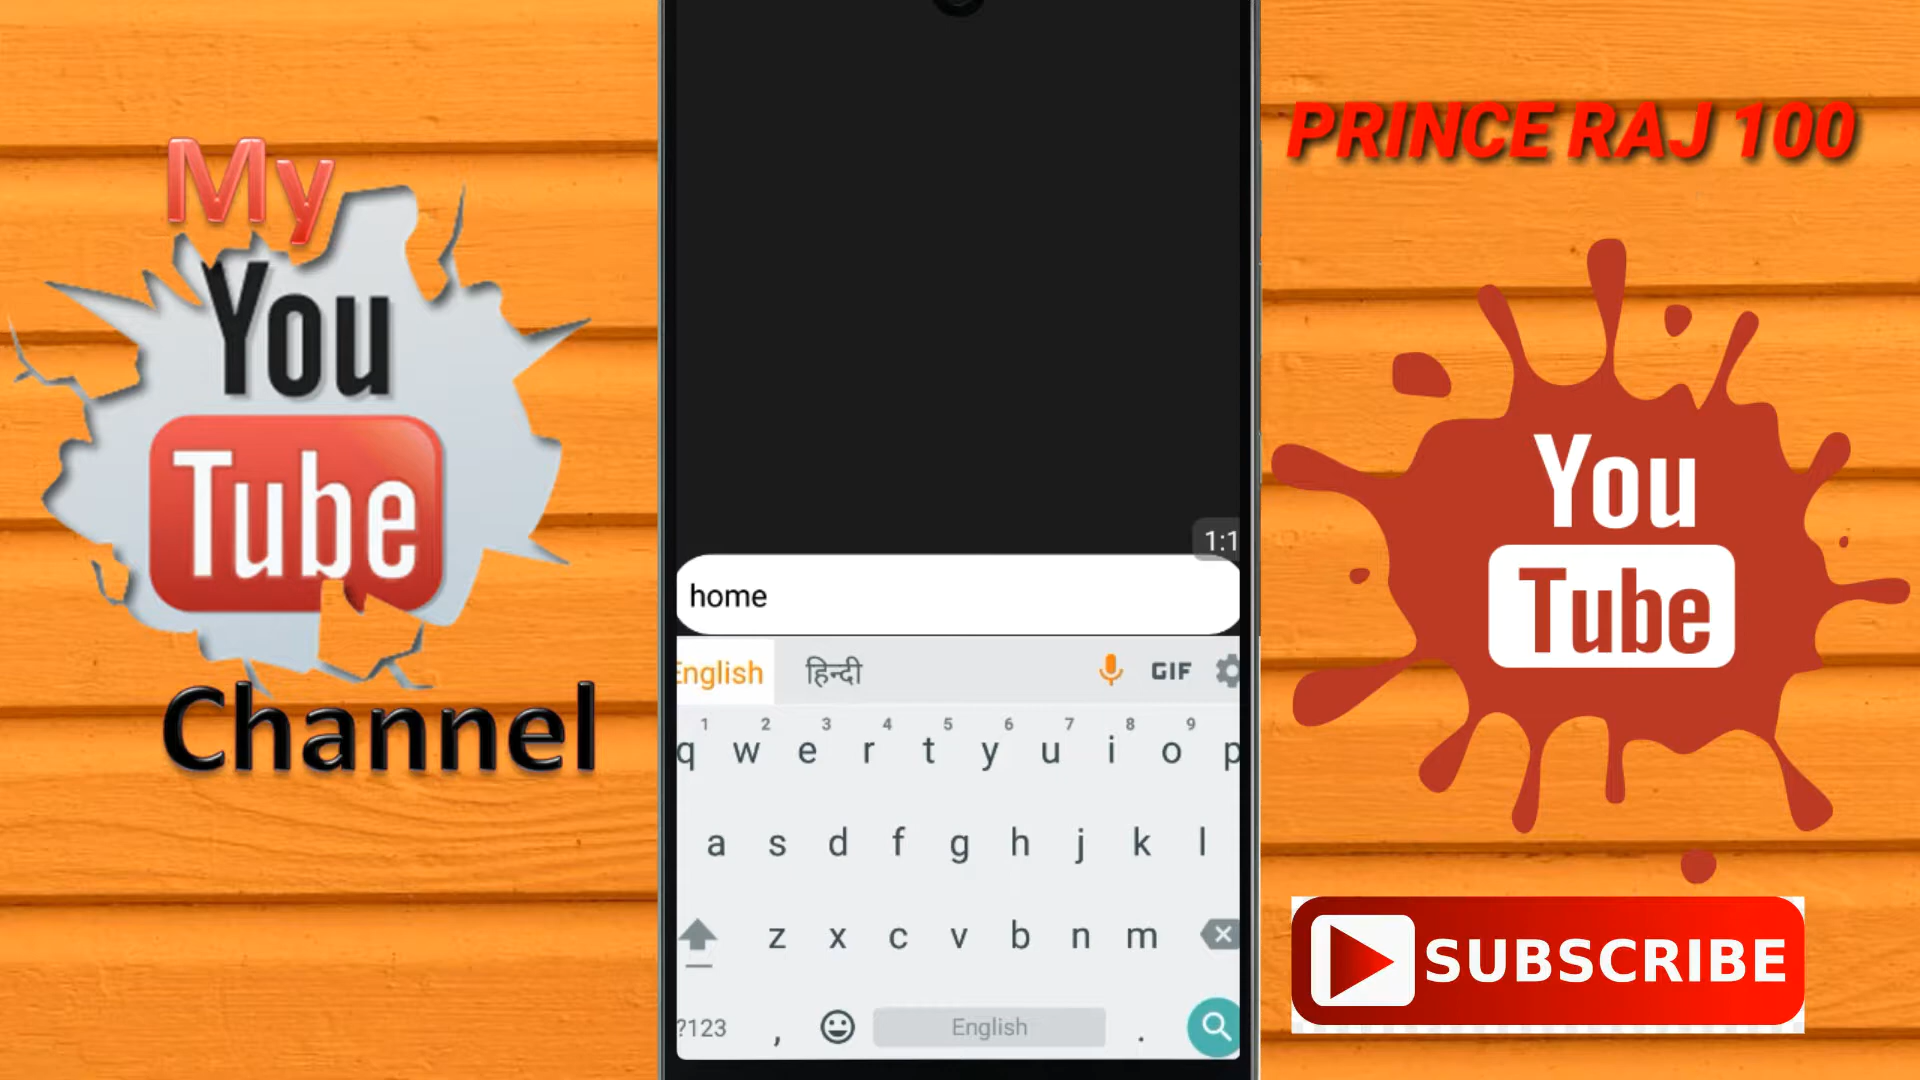 My
You
Tube
Channel
1:1
home
English हिन्दी GIF
1 2 3 4 5 6 7 8 9
q w e r t y u i o p
a s d f g h j k l
z x c v b n m
?123 , English .
PRINCE RAJ 100
You
Tube
SUBSCRIBE